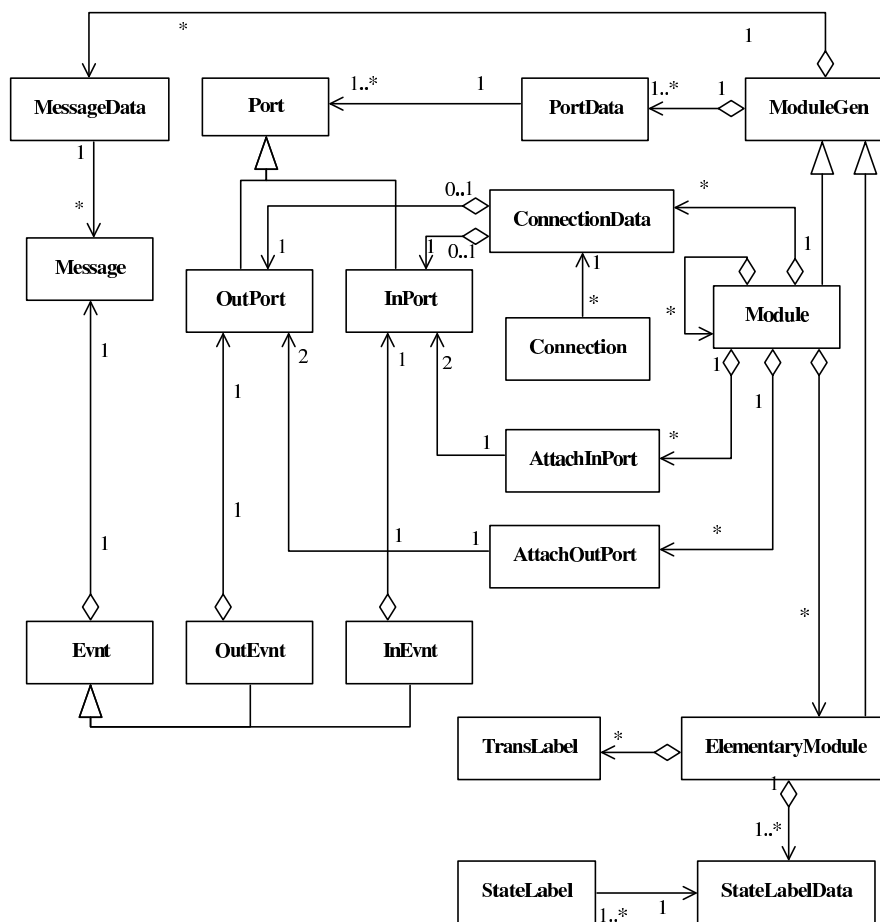 *
1
MessageData
Port
1..*
1
PortData
1..*
1
ModuleGen
1
*
0..1
ConnectionData
*
1
1
0..1
1
1
Message
OutPort
InPort
*
Module
*
Connection
1
2
1
2
1
1
1
1
*
AttachInPort
1
1
1
*
AttachOutPort
1
*
Evnt
OutEvnt
InEvnt
TransLabel
*
ElementaryModule
1
1..*
StateLabel
1..*
1
StateLabelData